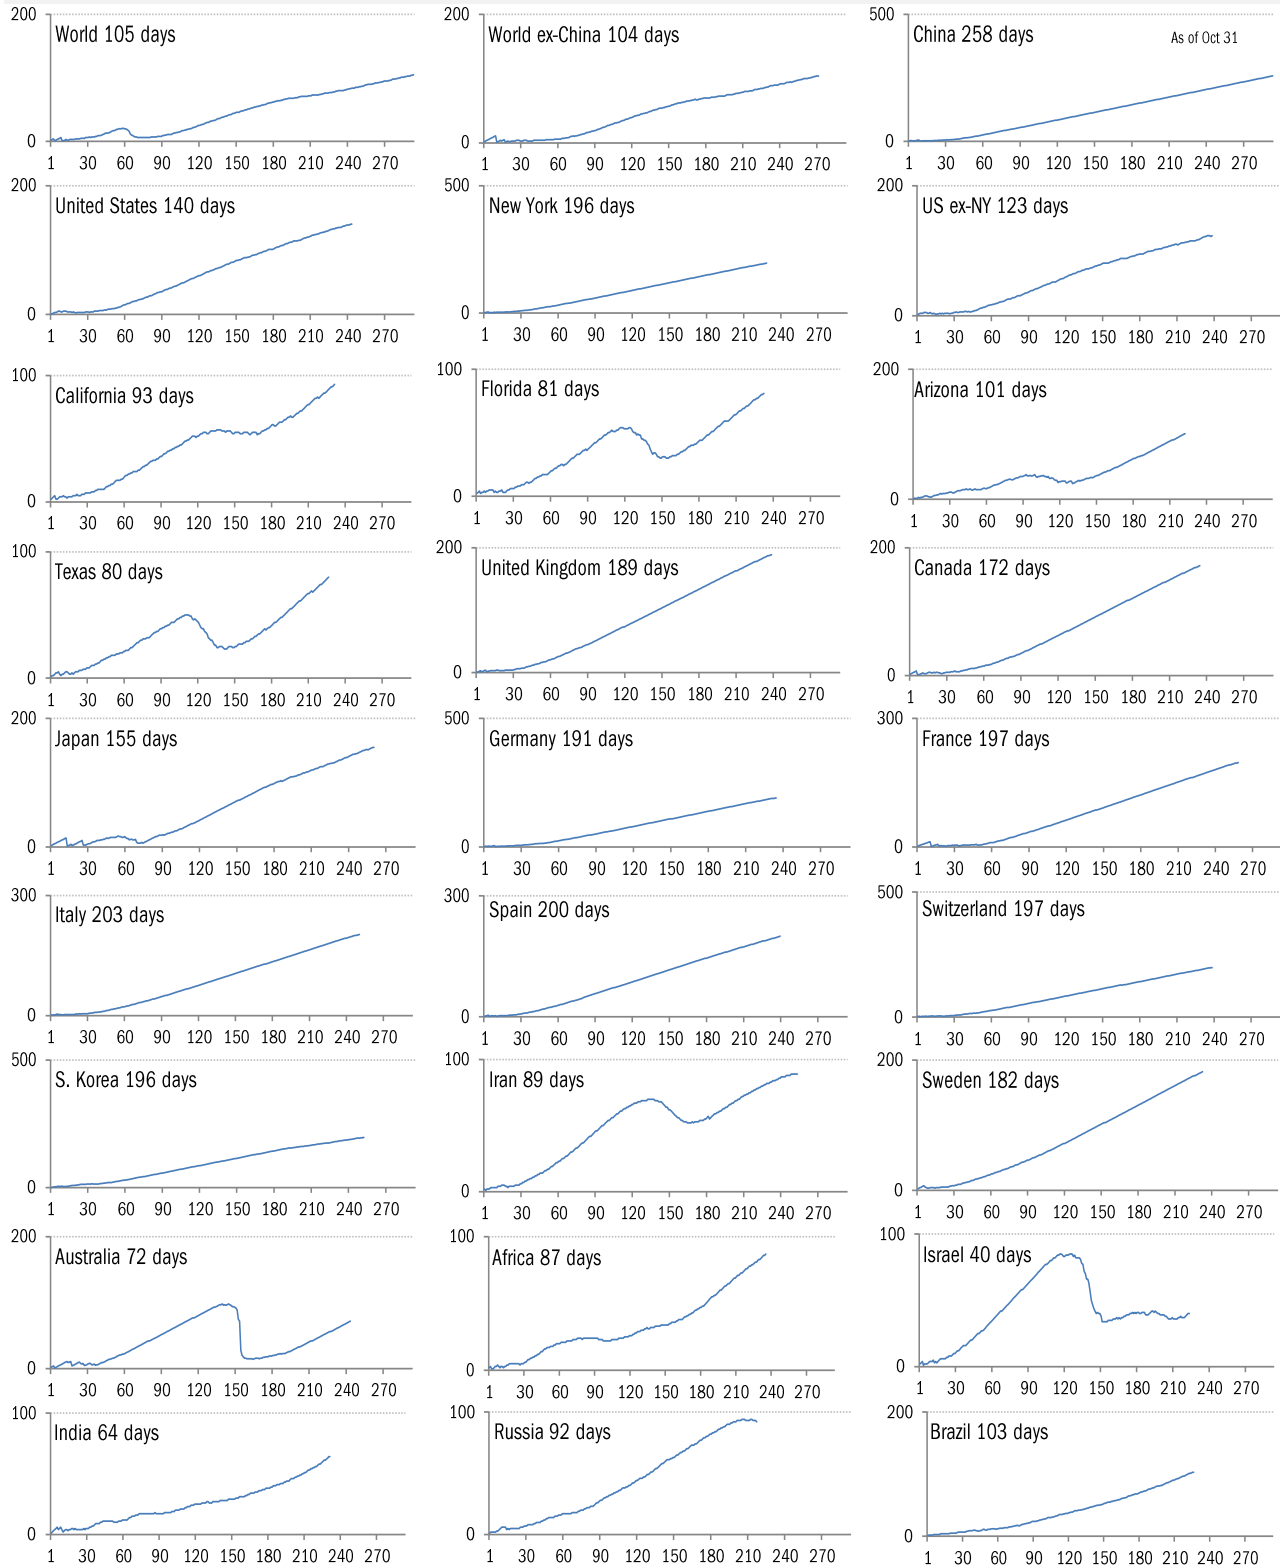 200
World 105 days
0
1 30 60 90 120 150 180 210 240 270
200
World ex-China 104 days
0
1 30 60 90 120 150 180 210 240 270
500
China 258 days
As of Oct 31
0
1 30 60 90 120 150 180 210 240 270
200
United States 140 days
0
1 30 60 90 120 150 180 210 240 270
500
New York 196 days
0
1 30 60 90 120 150 180 210 240 270
200
US ex-NY 123 days
0
1 30 60 90 120 150 180 210 240 270
100
California 93 days
0
1 30 60 90 120 150 180 210 240 270
100
Florida 81 days
0
1 30 60 90 120 150 180 210 240 270
200
Arizona 101 days
0
1 30 60 90 120 150 180 210 240 270
100
Texas 80 days
0
1 30 60 90 120 150 180 210 240 270
200
United Kingdom 189 days
0
1 30 60 90 120 150 180 210 240 270
200
Canada 172 days
0
1 30 60 90 120 150 180 210 240 270
200
Japan 155 days
0
1 30 60 90 120 150 180 210 240 270
500
Germany 191 days
0
1 30 60 90 120 150 180 210 240 270
300
France 197 days
0
1 30 60 90 120 150 180 210 240 270
300
Italy 203 days
0
1 30 60 90 120 150 180 210 240 270
300
Spain 200 days
0
1 30 60 90 120 150 180 210 240 270
500
Switzerland 197 days
0
1 30 60 90 120 150 180 210 240 270
500
S. Korea 196 days
0
1 30 60 90 120 150 180 210 240 270
100
Iran 89 days
0
1 30 60 90 120 150 180 210 240 270
200
Sweden 182 days
0
1 30 60 90 120 150 180 210 240 270
200
Australia 72 days
0
1 30 60 90 120 150 180 210 240 270
100
Africa 87 days
0
1 30 60 90 120 150 180 210 240 270
100
Israel 40 days
0
1 30 60 90 120 150 180 210 240 270
100
India 64 days
0
1 30 60 90 120 150 180 210 240 270
100
Russia 92 days
0
1 30 60 90 120 150 180 210 240 270
200
Brazil 103 days
0
1 30 60 90 120 150 180 210 240 270